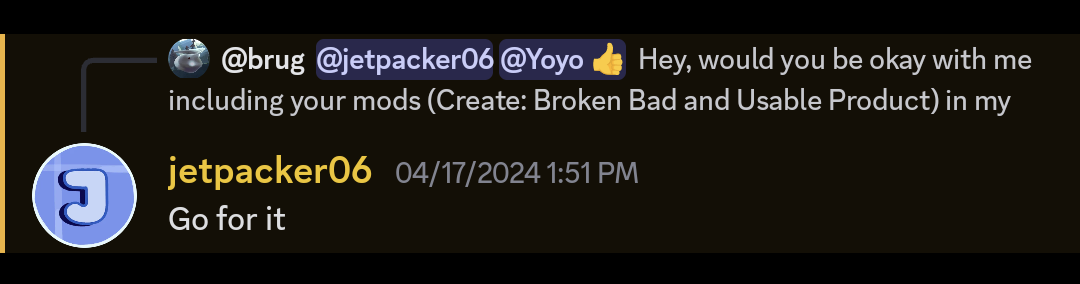 @brug @jetpacker06 @Yoyo 👍 Hey, would you be okay with me
including your mods (Create: Broken Bad and Usable Product) in my
jetpacker06 04/17/2024 1:51 PM
Go for it